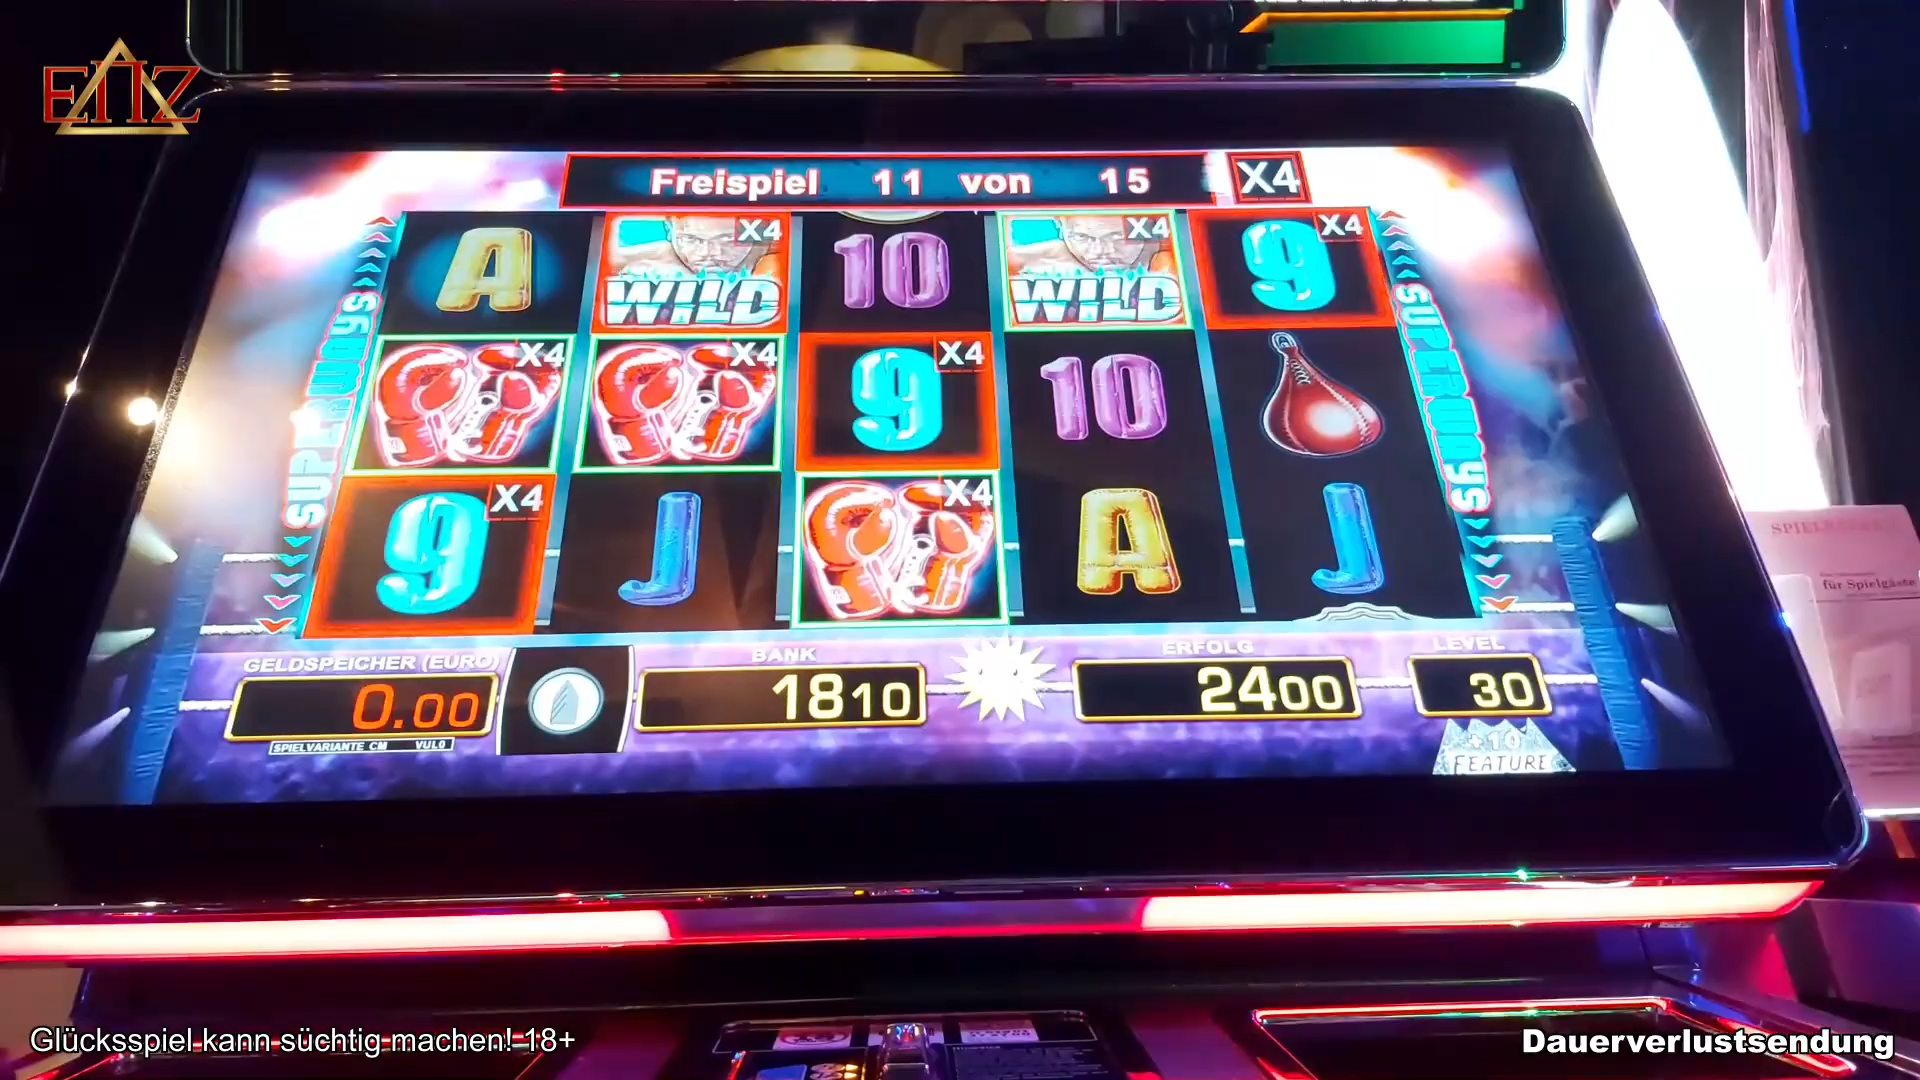 ENZ
Freispiel 11 von 15 X4
A X4 WILD 10 X4 WILD 9 X4
X4 X4 9 X4 10
9 X4 J X4 A J
SUPERWAYS
SUPERWAYS
GELDSPEICHER (EURO) BANK ERFOLG LEVEL
0.00 1810 2400 30
SPIELVARIANTE CM VUL0
+10
FEATURE
für Spielgäste
Glücksspiel kann süchtig machen! 18+
Dauerverlustsendung